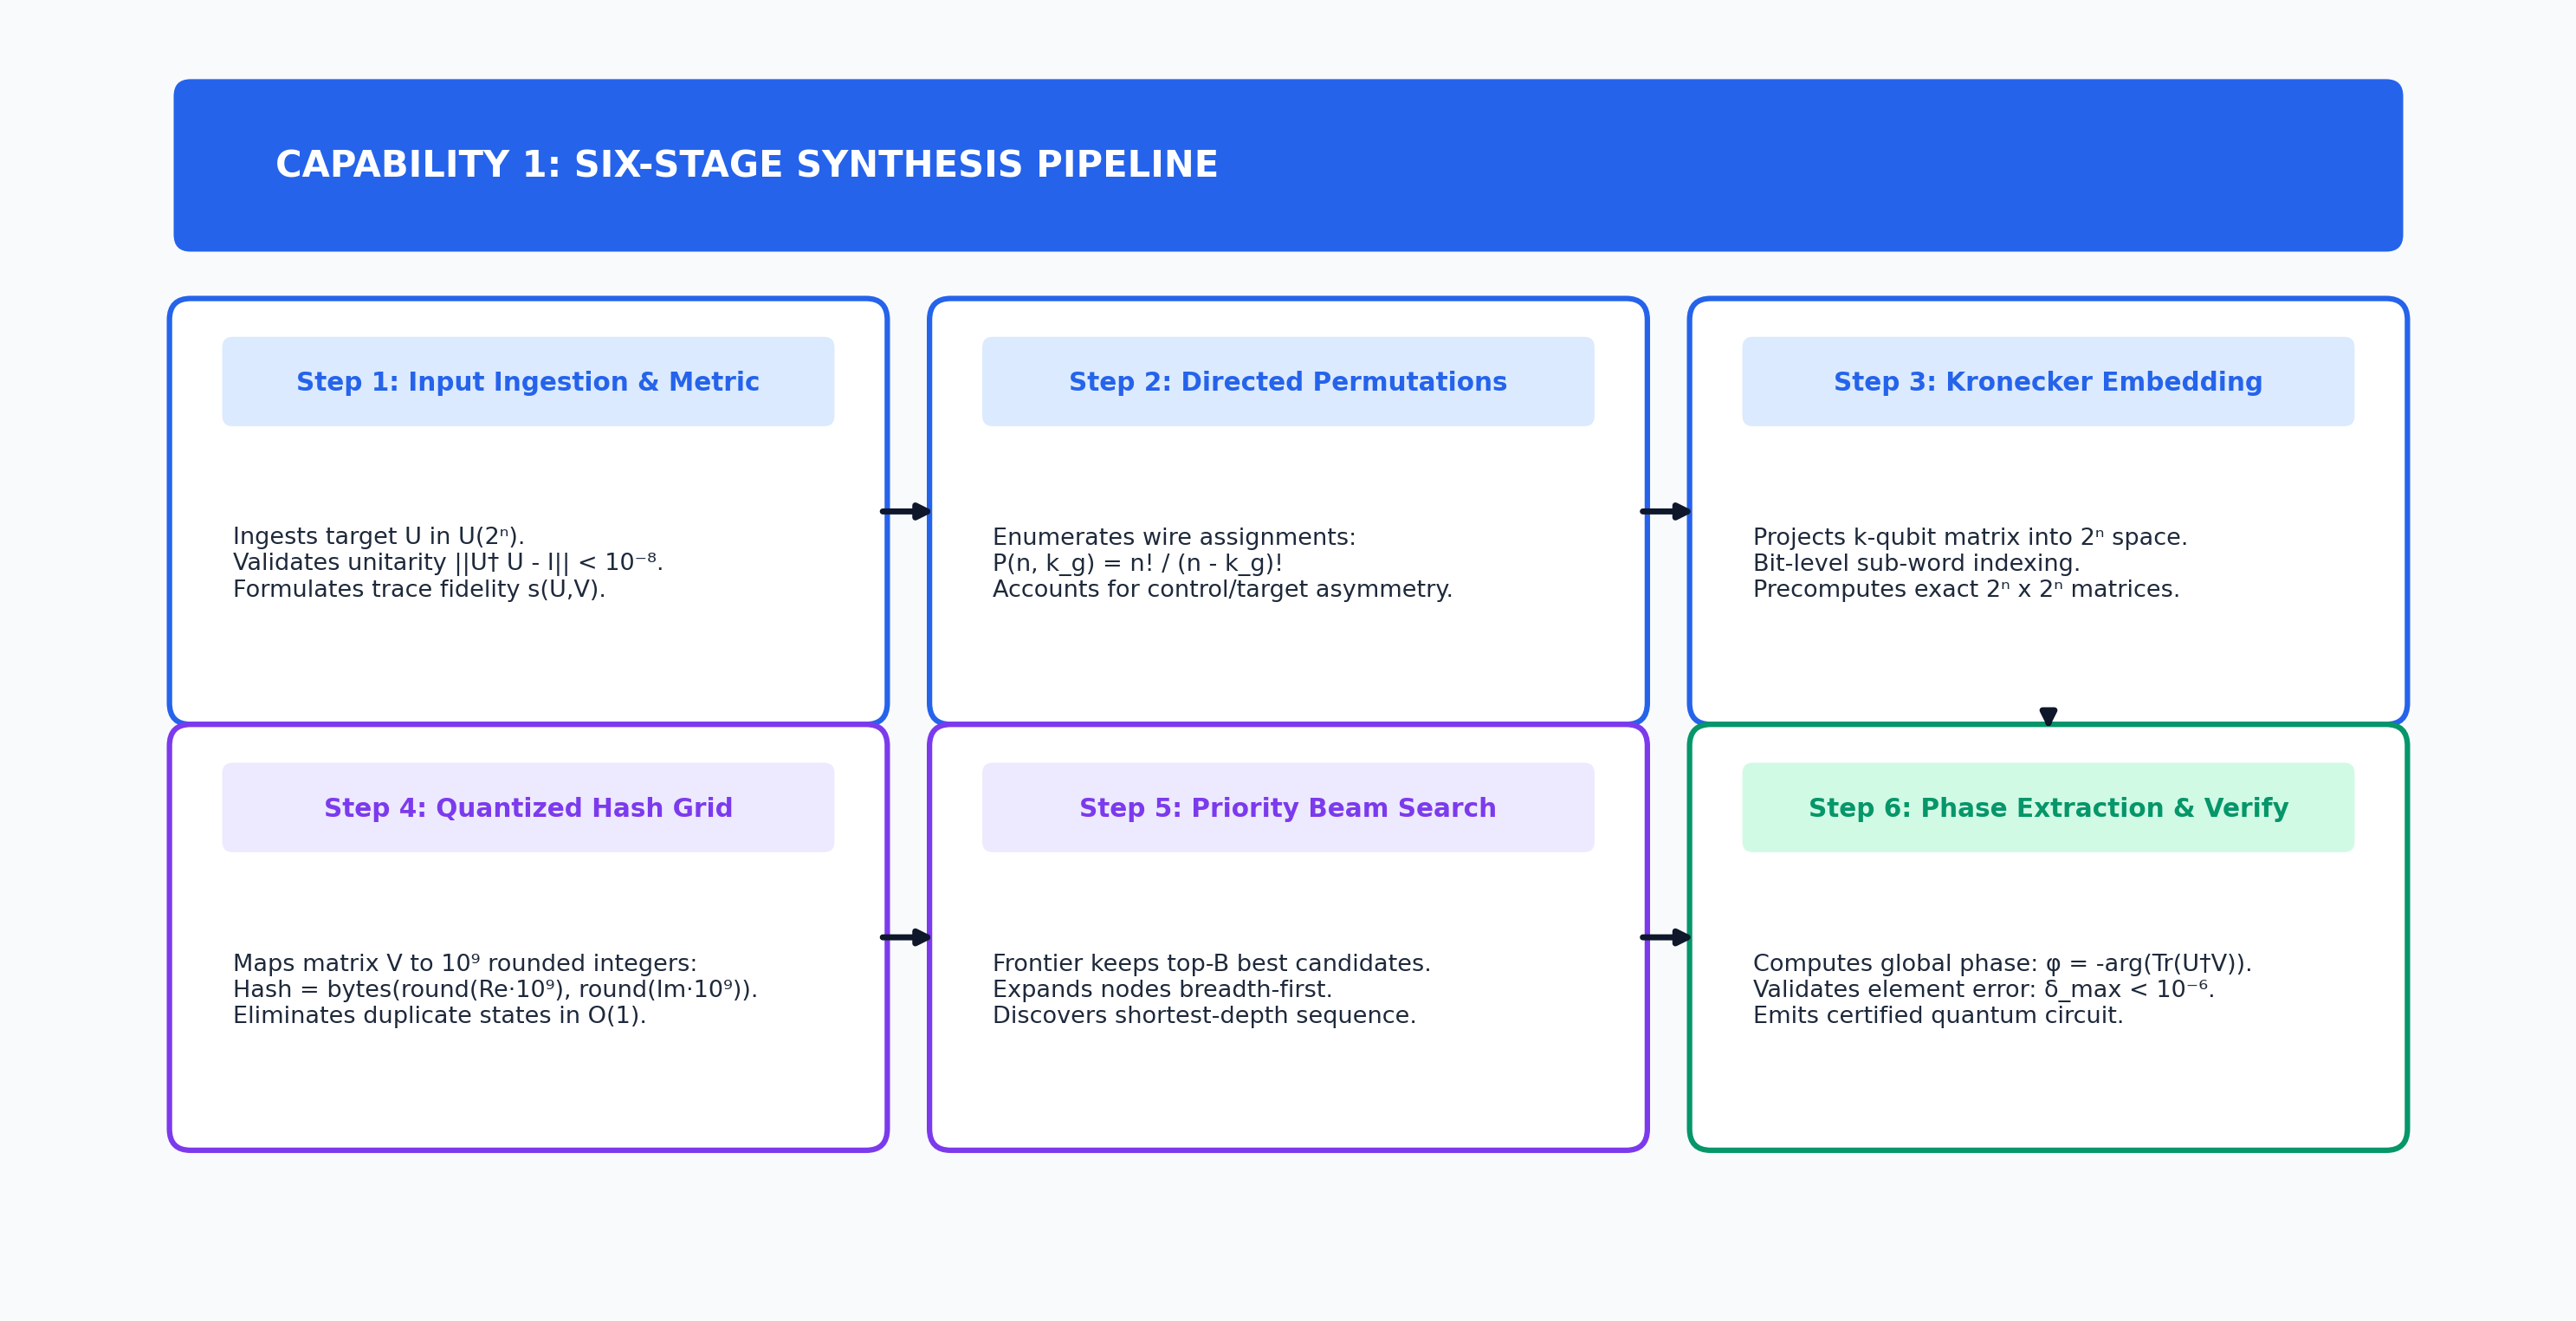 CAPABILITY 1: SIX-STAGE SYNTHESIS PIPELINE
Step 1: Input Ingestion & Metric
Ingests target U in U(2ⁿ).
Validates unitarity ||U† U - I|| < 10⁻⁸.
Formulates trace fidelity s(U,V).
Step 2: Directed Permutations
Enumerates wire assignments:
P(n, k_g) = n! / (n - k_g)!
Accounts for control/target asymmetry.
Step 3: Kronecker Embedding
Projects k-qubit matrix into 2ⁿ space.
Bit-level sub-word indexing.
Precomputes exact 2ⁿ x 2ⁿ matrices.
Step 4: Quantized Hash Grid
Maps matrix V to 10⁹ rounded integers:
Hash = bytes(round(Re·10⁹), round(Im·10⁹)).
Eliminates duplicate states in O(1).
Step 5: Priority Beam Search
Frontier keeps top-B best candidates.
Expands nodes breadth-first.
Discovers shortest-depth sequence.
Step 6: Phase Extraction & Verify
Computes global phase: φ = -arg(Tr(U†V)).
Validates element error: δ_max < 10⁻⁶.
Emits certified quantum circuit.